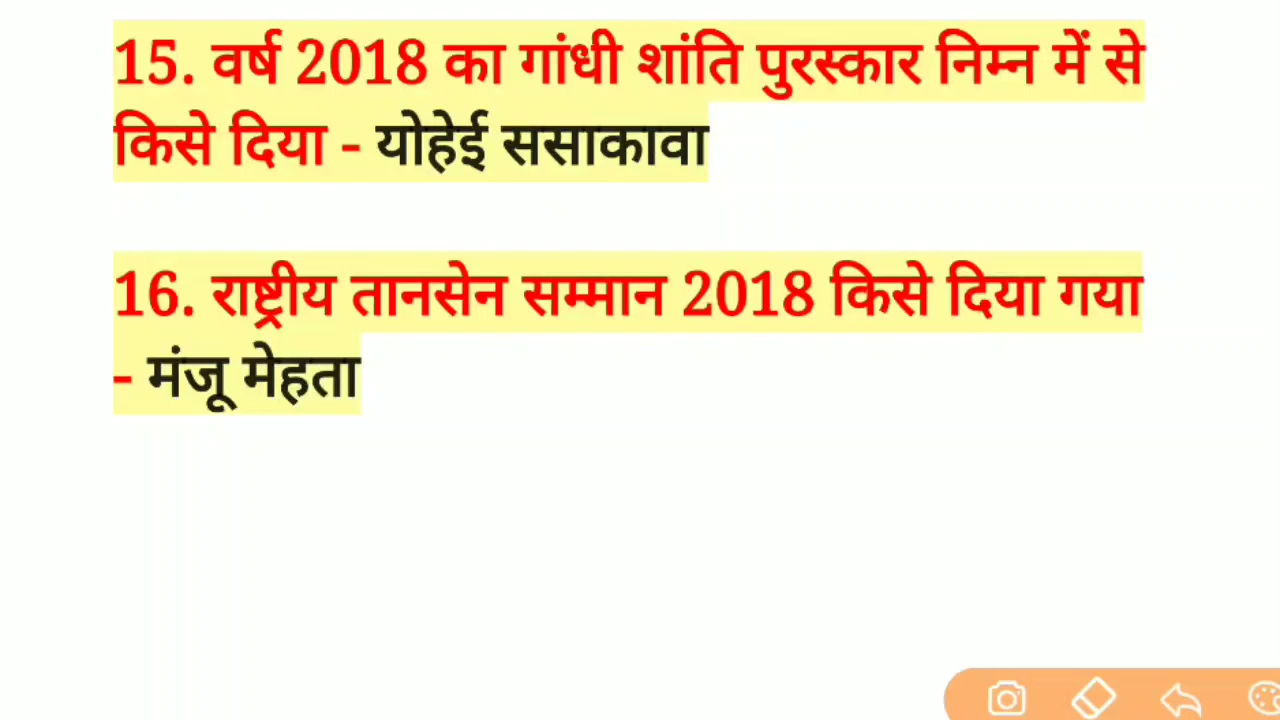 15. वर्ष 2018 का गांधी शांति पुरस्कार निम्न में से
किसे दिया - योहेई ससाकावा
16. राष्ट्रीय तानसेन सम्मान 2018 किसे दिया गया
- मंजू मेहता